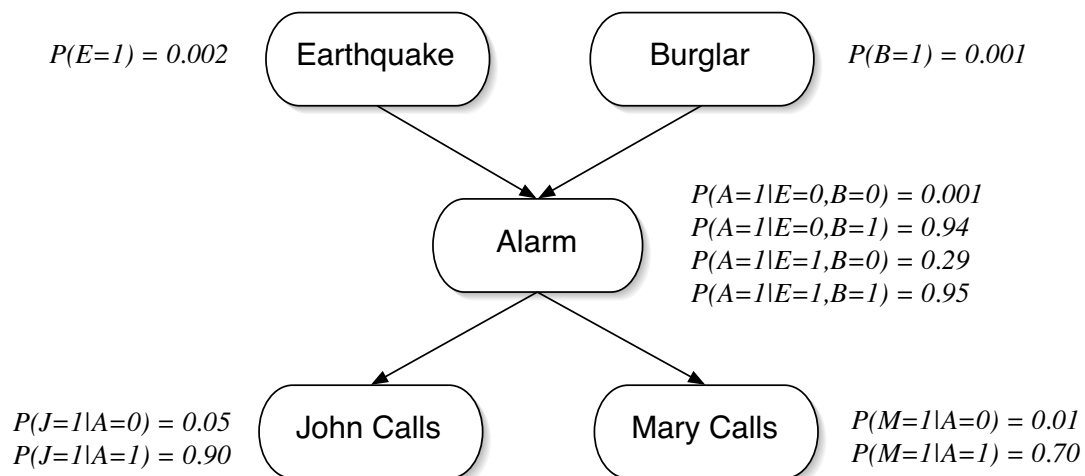 P(E=1) = 0.002
Earthquake
Burglar
P(B=1) = 0.001
Alarm
P(A=1|E=0,B=0) = 0.001
P(A=1|E=0,B=1) = 0.94
P(A=1|E=1,B=0) = 0.29
P(A=1|E=1,B=1) = 0.95
P(J=1|A=0) = 0.05
P(J=1|A=1) = 0.90
John Calls
Mary Calls
P(M=1|A=0) = 0.01
P(M=1|A=1) = 0.70